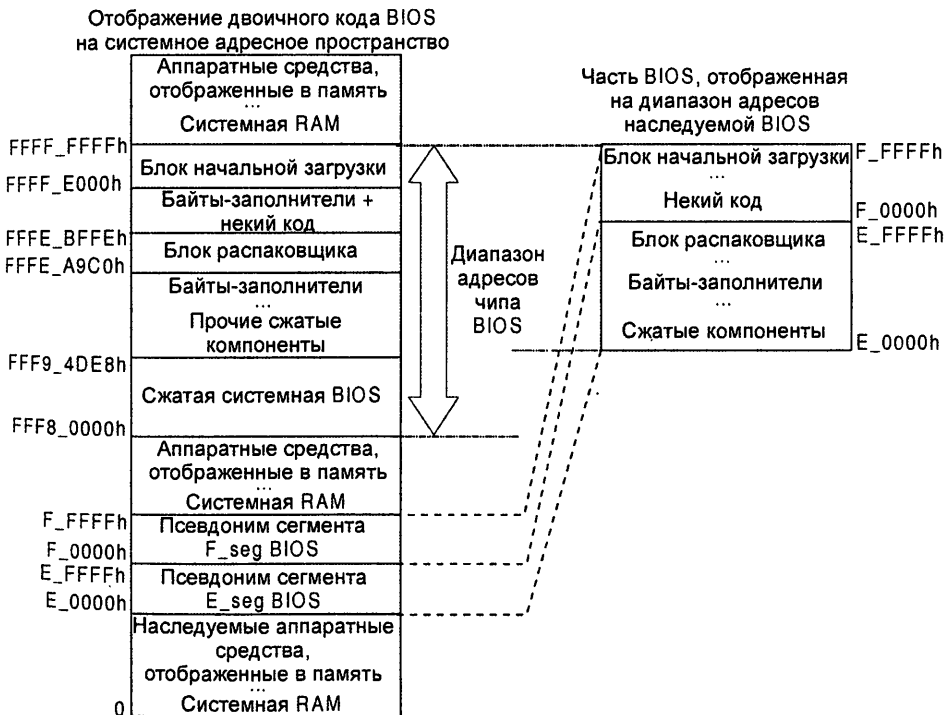 Отображение двоичного кода BIOS
на системное адресное пространство
Аппаратные средства,
отображенные в память
...
Системная RAM
FFFF_FFFFh
Блок начальной загрузки
FFFF_E000h
Байты-заполнители +
некий код
FFFE_BFFEh
Блок распаковщика
FFFE_A9C0h
Байты-заполнители
...
Прочие сжатые
компоненты
FFF9_4DE8h
Сжатая системная BIOS
FFF8_0000h
Аппаратные средства,
отображенные в память
...
Системная RAM
F_FFFFh
Псевдоним сегмента
F_seg BIOS
F_0000h
E_FFFFh
Псевдоним сегмента
E_seg BIOS
E_0000h
Наследуемые аппаратные
средства,
отображенные в память
...
Системная RAM
0
Диапазон
адресов
чипа
BIOS
Часть BIOS, отображенная
на диапазон адресов
наследуемой BIOS
Блок начальной загрузки
F_FFFFh
...
Некий код
F_0000h
E_FFFFh
Блок распаковщика
...
Байты-заполнители
...
Сжатые компоненты
E_0000h